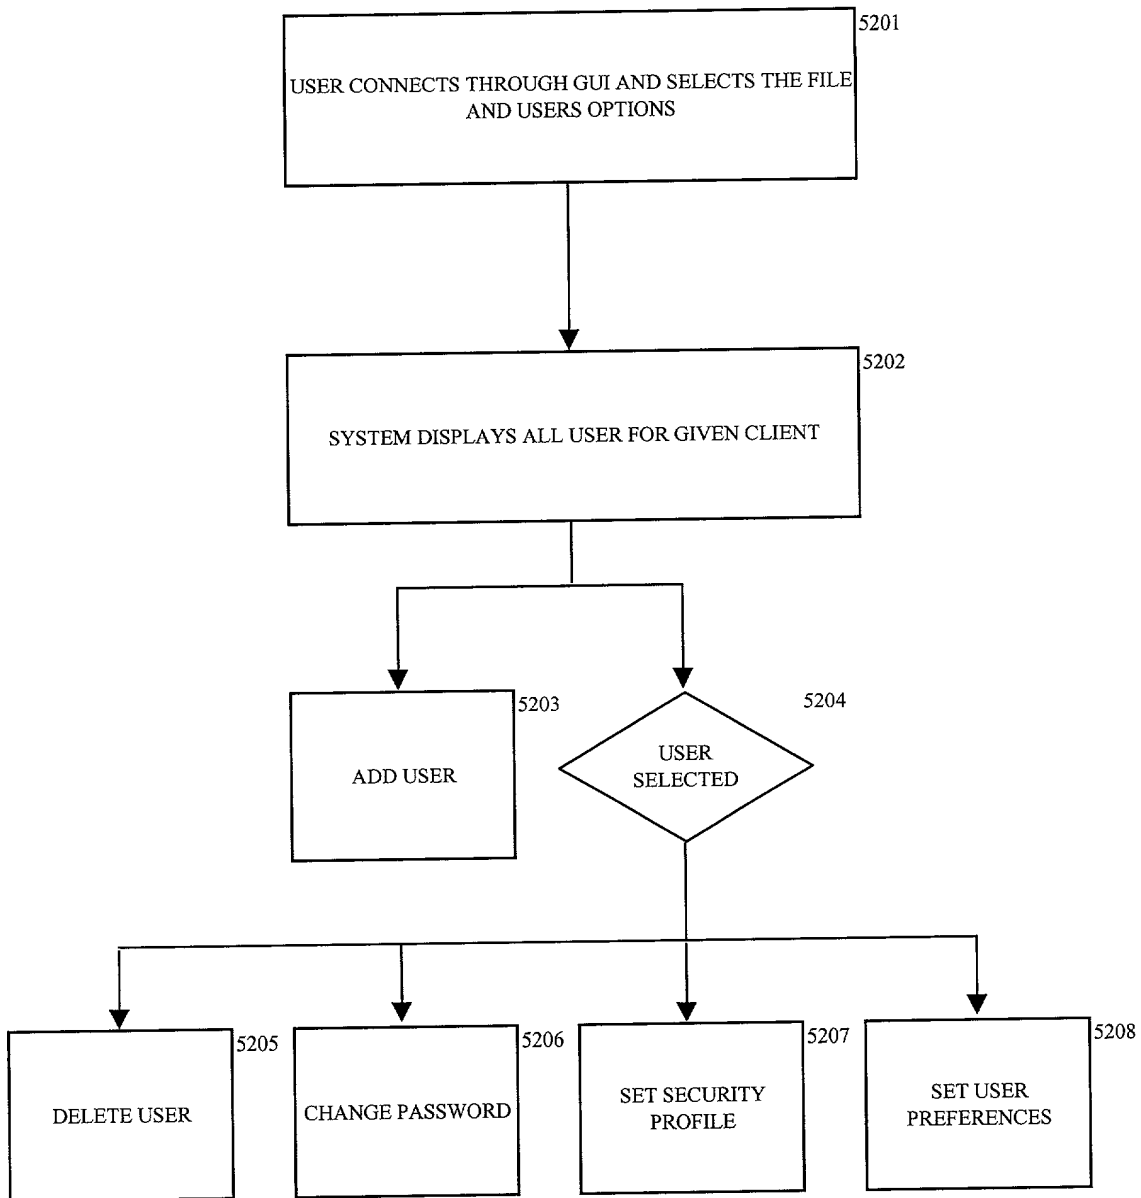 5201
USER CONNECTS THROUGH GUI AND SELECTS THE FILE
AND USERS OPTIONS
5202
SYSTEM DISPLAYS ALL USER FOR GIVEN CLIENT
5203
ADD USER
5204
USER
SELECTED
5205
DELETE USER
5206
CHANGE PASSWORD
5207
SET SECURITY
PROFILE
5208
SET USER
PREFERENCES